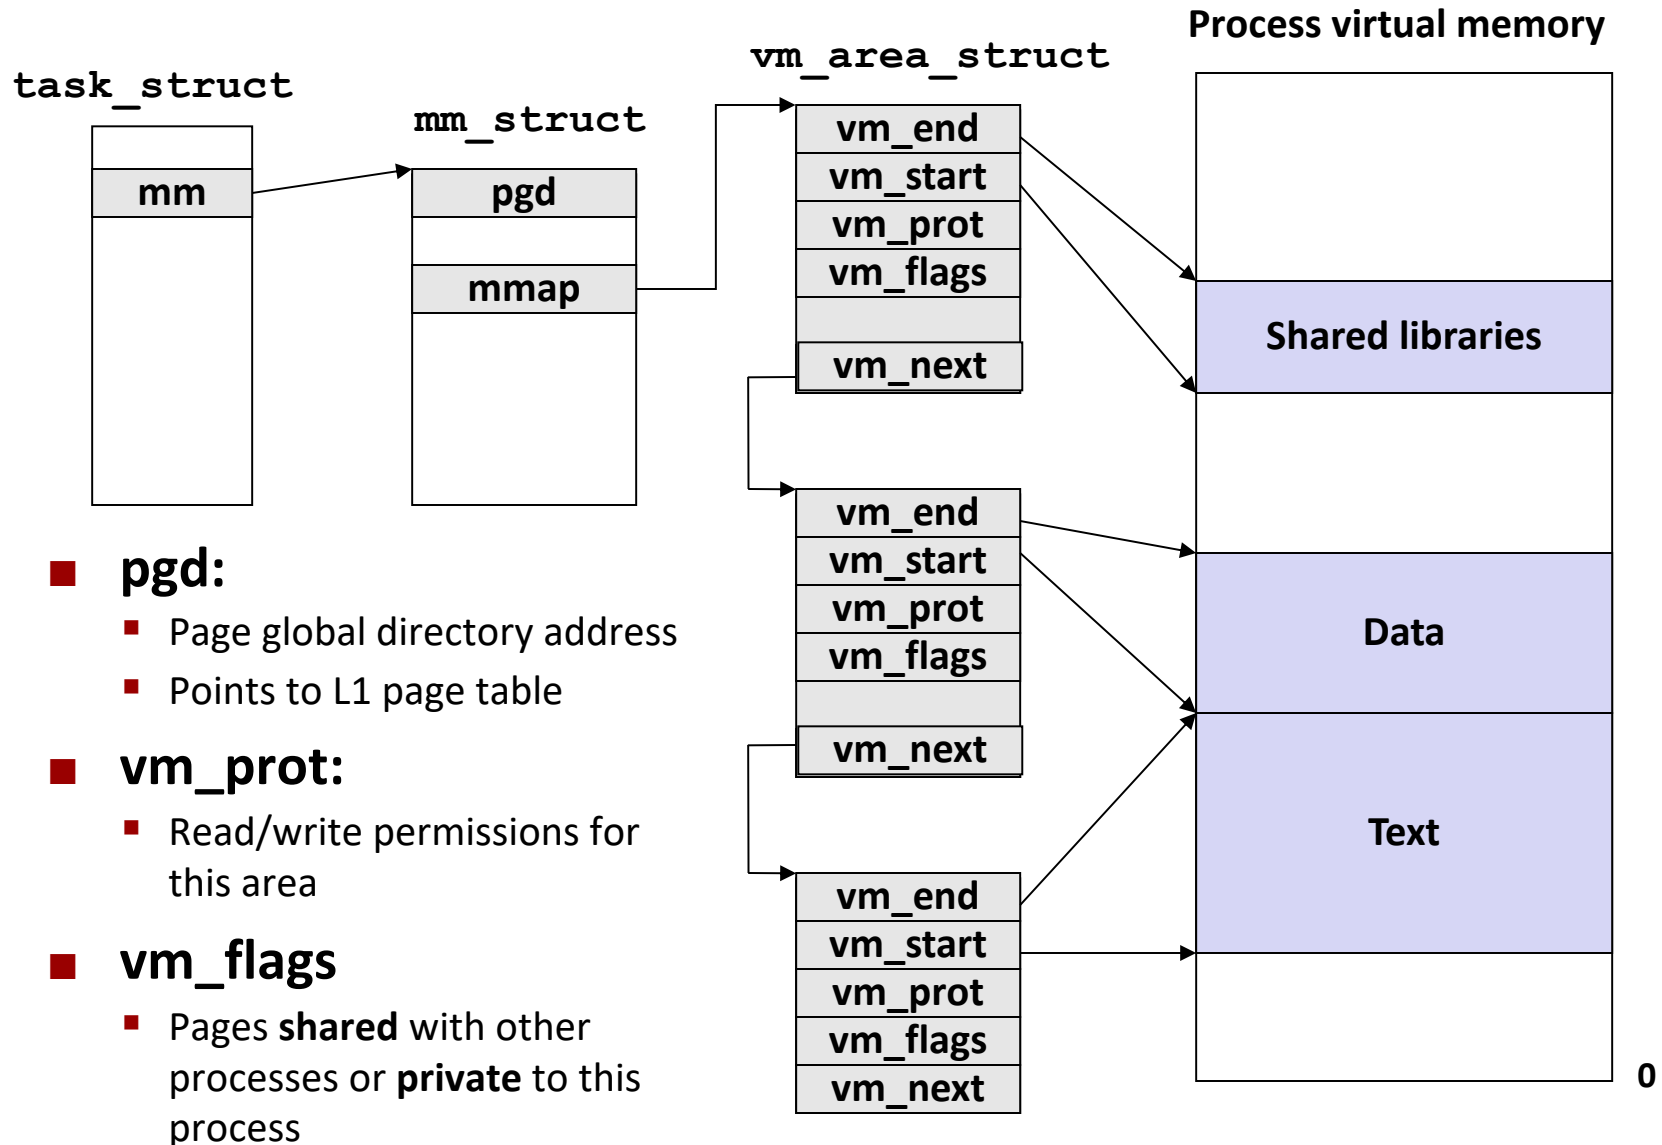 Process virtual memory
vm_area_struct
task_struct
mm_struct
mm
pgd
mmap
vm_end
vm_start
vm_prot
vm_flags
vm_next
Shared libraries
vm_end
vm_start
vm_prot
vm_flags
vm_next
Data
Text
vm_end
vm_start
vm_prot
vm_flags
vm_next
0
■ pgd:
▪ Page global directory address
▪ Points to L1 page table
■ vm_prot:
▪ Read/write permissions for
this area
■ vm_flags
▪ Pages shared with other
processes or private to this
process